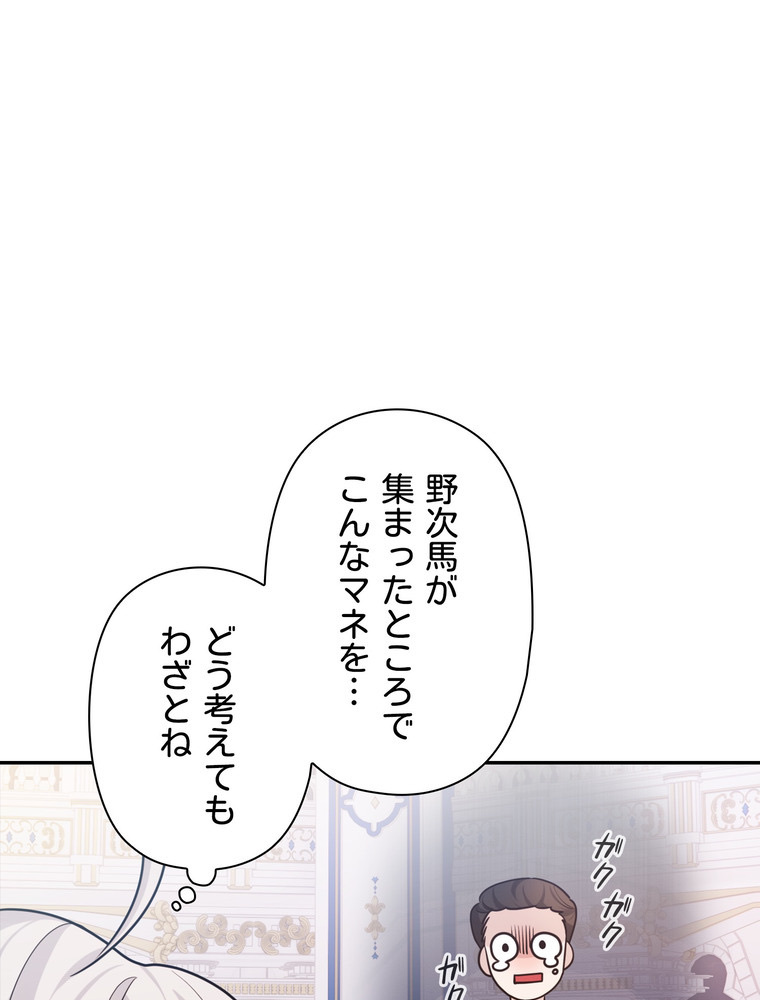 野次馬が
集まったところで
こんなマネを…
どう考えても
わざとね
ガクガク
ガク